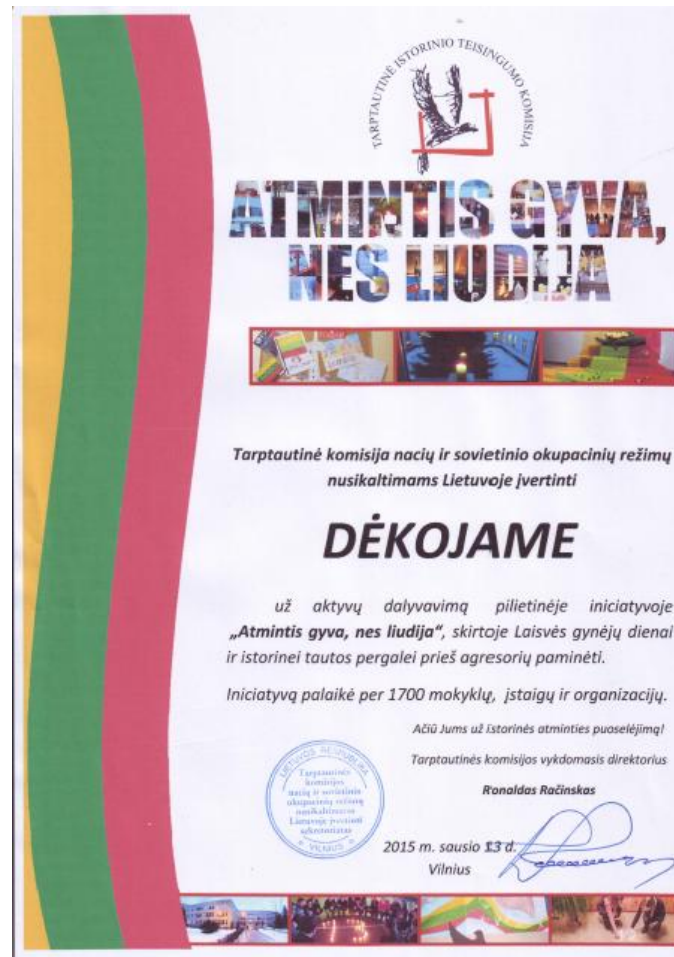 TARPTAUTINĖ ISTORINIO TEISINGUMO KOMISIJA
ATMINTIS GYVA,
NES LIUDIJA
Tarptautinė komisija nacių ir sovietinio okupacinių režimų
nusikaltimams Lietuvoje įvertinti
DĖKOJAME
už aktyvų dalyvavimą pilietinėje iniciatyvoje
„Atmintis gyva, nes liudija“, skirtoje Laisvės gynėjų dienai
ir istorinei tautos pergalei prieš agresorių paminėti.
Iniciatyvą palaikė per 1700 mokyklų, įstaigų ir organizacijų.
Ačiū Jums už istorinės atminties puoselėjimą!
Tarptautinės komisijos vykdomasis direktorius
Ronaldas Račinskas
LIETUVOS RESPUBLIKA
Tarptautinės
komisijos
nacių ir sovietinio
okupacinių režimų
nusikaltimams
Lietuvoje įvertinti
sekretoriatas
VILNIUS
2015 m. sausio 13 d.
Vilnius